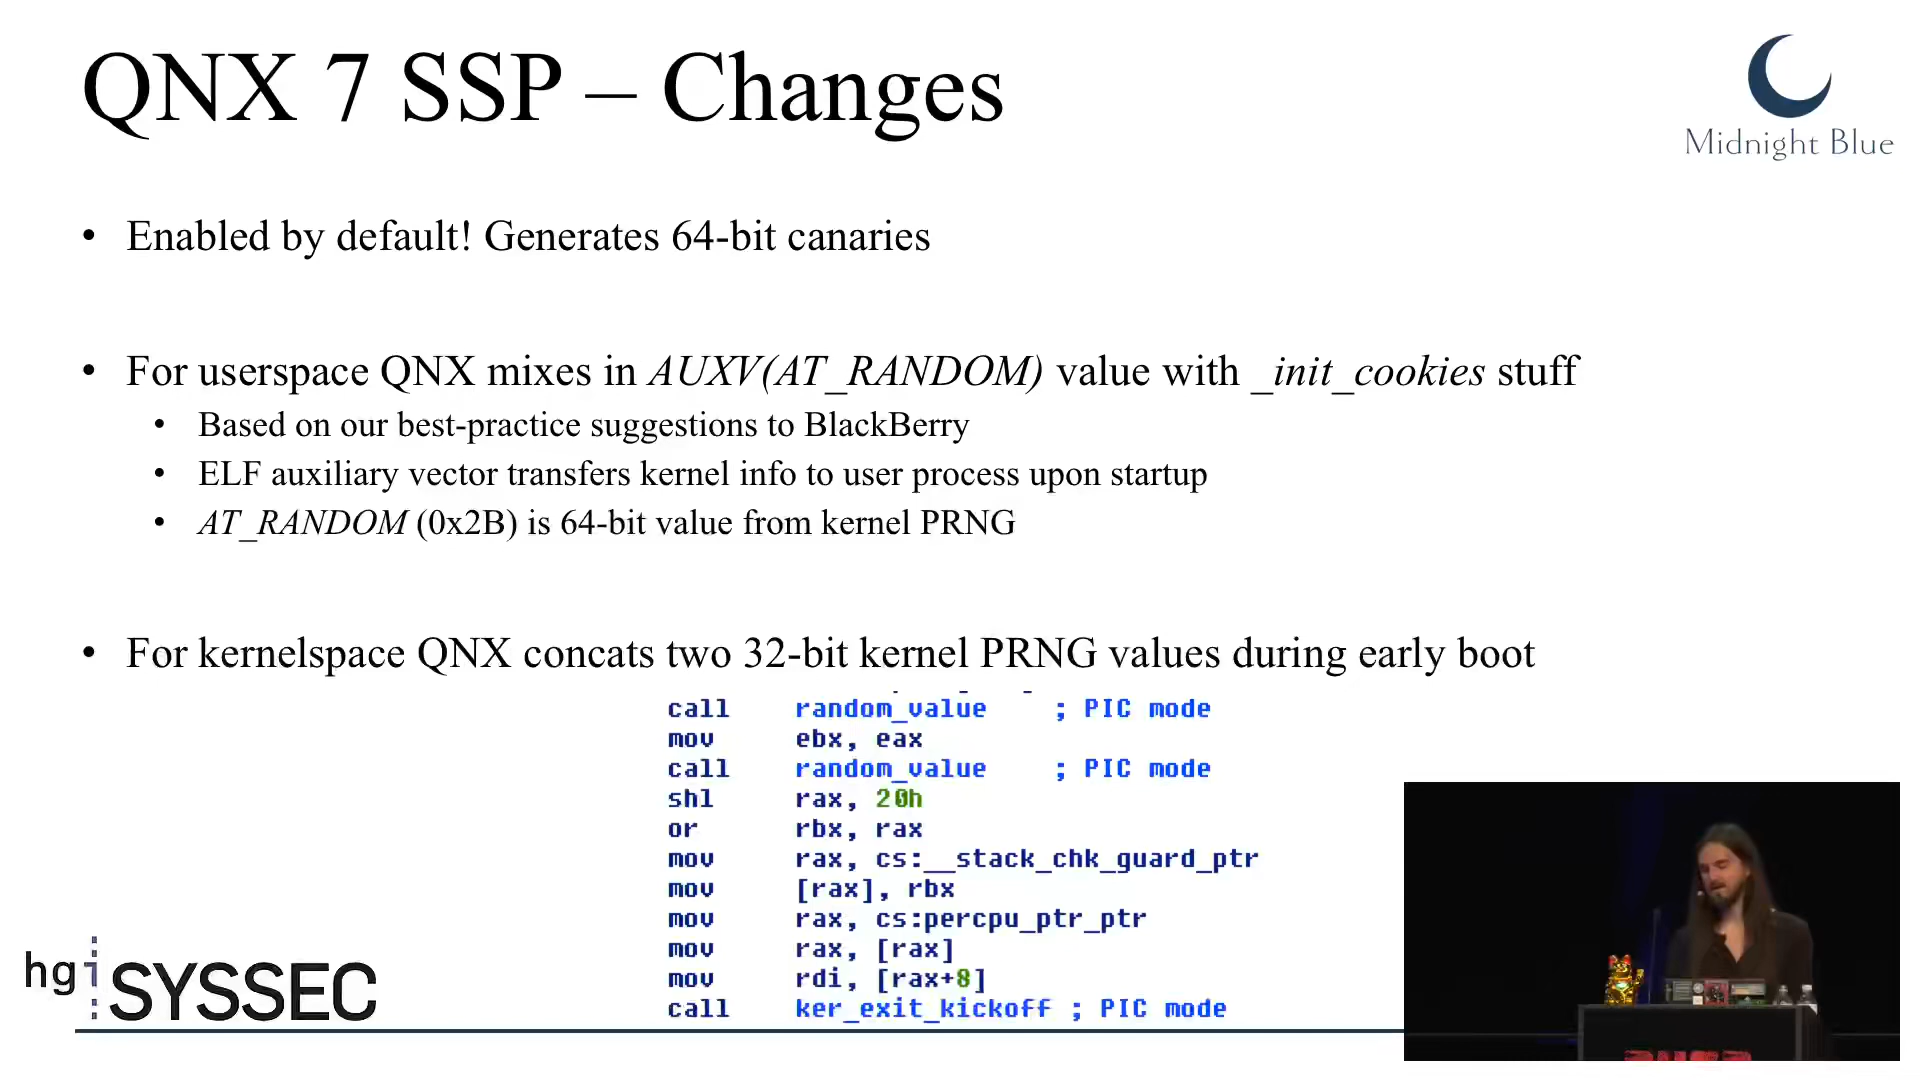 QNX 7 SSP – Changes
Midnight Blue
• Enabled by default! Generates 64-bit canaries
• For userspace QNX mixes in AUXV(AT_RANDOM) value with _init_cookies stuff
• Based on our best-practice suggestions to BlackBerry
• ELF auxiliary vector transfers kernel info to user process upon startup
• AT_RANDOM (0x2B) is 64-bit value from kernel PRNG
• For kernelspace QNX concats two 32-bit kernel PRNG values during early boot
call random_value ; PIC mode
mov ebx, eax
call random_value ; PIC mode
shl rax, 20h
or rbx, rax
mov rax, cs:__stack_chk_guard_ptr
mov [rax], rbx
mov rax, cs:percpu_ptr_ptr
mov rax, [rax]
mov rdi, [rax+8]
call ker_exit_kickoff ; PIC mode
hgi SYSSEC